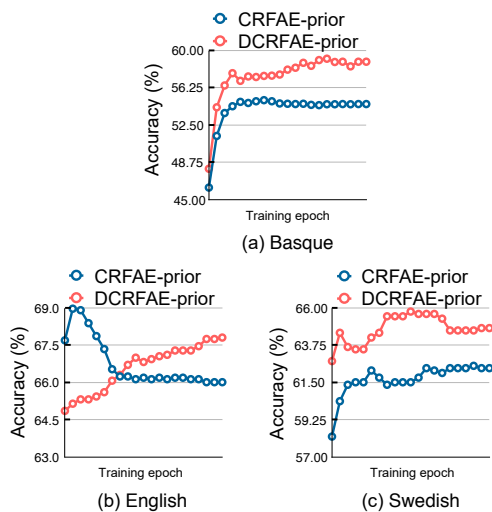 CRFAE-prior
DCRFAE-prior
60.00
56.25
52.50
48.75
45.00
Accuracy (%)
Training epoch
(a) Basque
CRFAE-prior
DCRFAE-prior
69.0
67.5
66.0
64.5
63.0
Accuracy (%)
Training epoch
(b) English
CRFAE-prior
DCRFAE-prior
66.00
63.75
61.50
59.25
57.00
Accuracy (%)
Training epoch
(c) Swedish